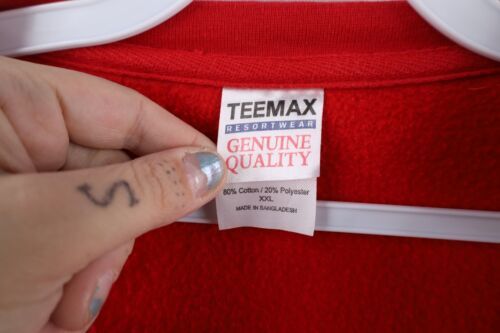 TEEMAX
RESORTWEAR
GENUINE
QUALITY
80% Cotton / 20% Polyester
XXL
MADE IN BANGLADESH